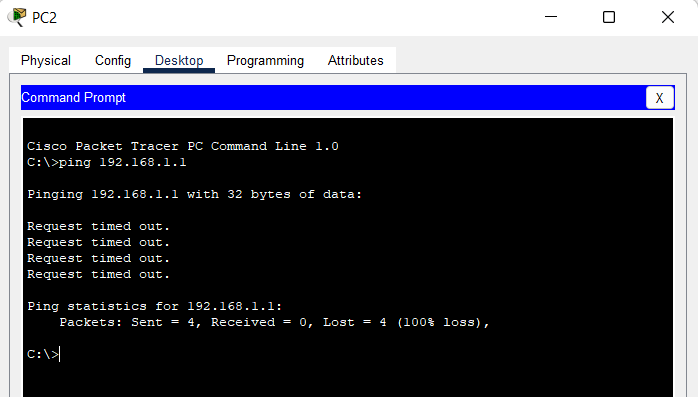 PC2
Physical Config Desktop Programming Attributes
Command Prompt X
Cisco Packet Tracer PC Command Line 1.0
C:\>ping 192.168.1.1
Pinging 192.168.1.1 with 32 bytes of data:
Request timed out.
Request timed out.
Request timed out.
Request timed out.
Ping statistics for 192.168.1.1:
    Packets: Sent = 4, Received = 0, Lost = 4 (100% loss),
C:\>